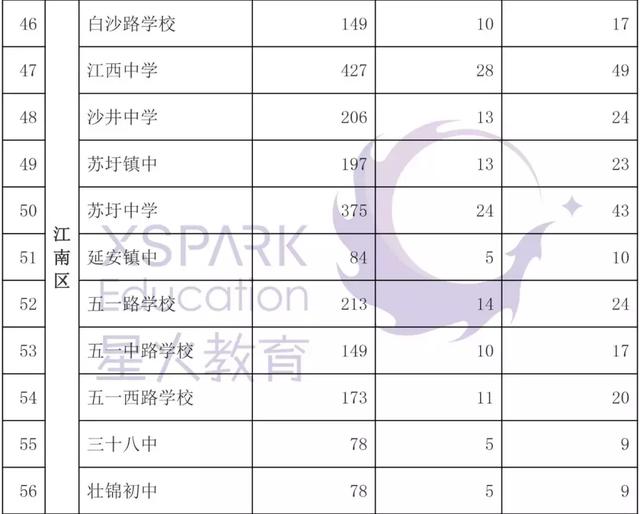 46 白沙路学校 149 10 17
47 江西中学 427 28 49
48 沙井中学 206 13 24
49 苏圩镇中 197 13 23
50 苏圩中学 375 24 43
江南区
51 延安镇中 84 5 10
52 五一路学校 213 14 24
53 五一中路学校 149 10 17
54 五一西路学校 173 11 20
55 三十八中 78 5 9
56 壮锦初中 78 5 9
XSPARK
Education
星火教育